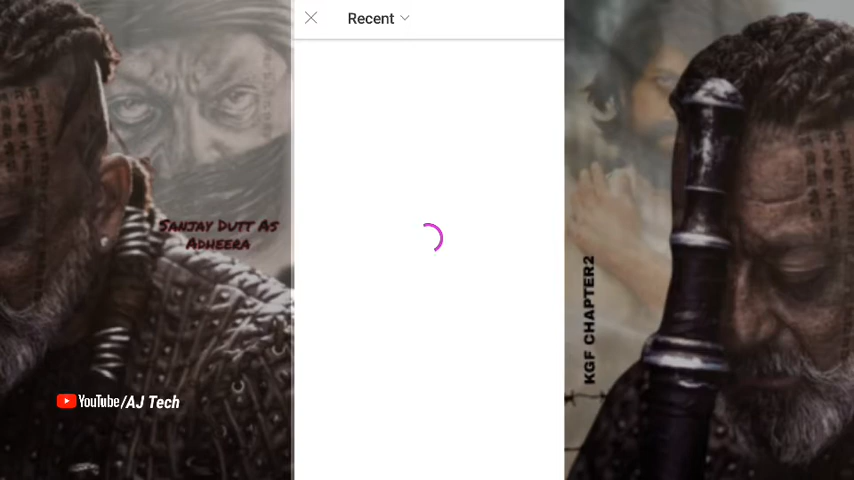 Recent
SANJAY DUTT AS
ADHEERA
KGF CHAPTER2
YouTube/AJ Tech